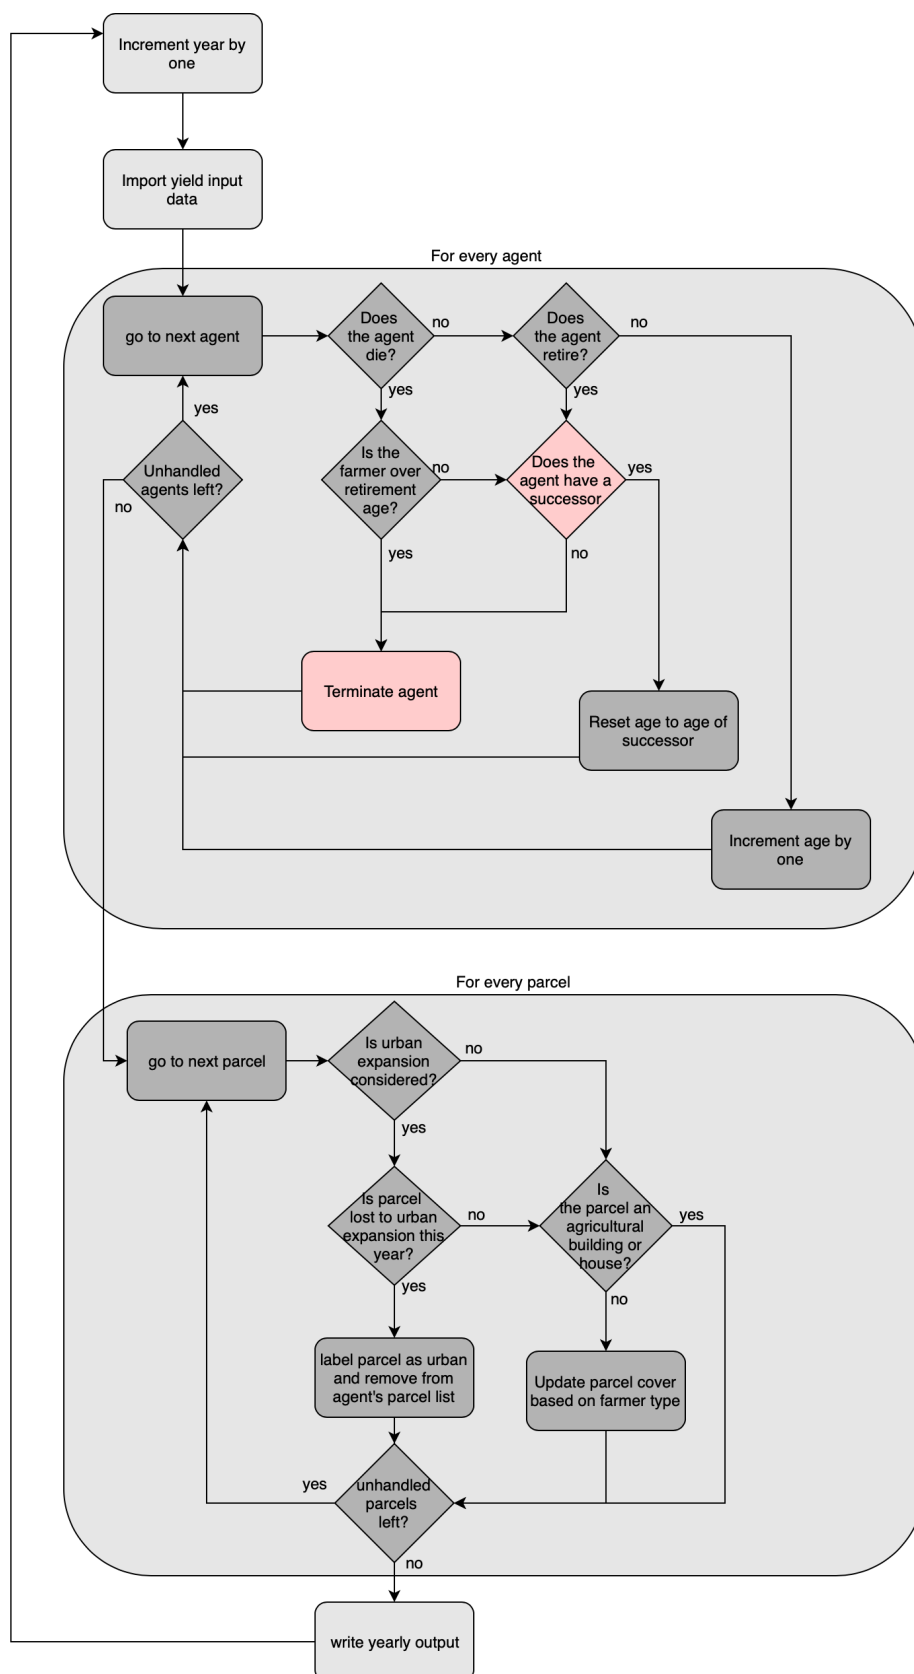 Increment year by
one
Import yield input
data
For every agent
go to next agent
Does
the agent
die?
no
Does
the agent
retire?
no
yes
yes
yes
Unhandled
agents left?
no
Is the
farmer over
retirement
age?
no
Does the
agent have a
successor
yes
yes
no
Terminate agent
Reset age to age of
successor
Increment age by
one
For every parcel
go to next parcel
Is urban
expansion
considered?
no
yes
Is parcel
lost to urban
expansion this
year?
no
Is
the parcel an
agricultural
building or
house?
yes
yes
no
label parcel as urban
and remove from
agent's parcel list
Update parcel cover
based on farmer type
yes
unhandled
parcels
left?
no
write yearly output